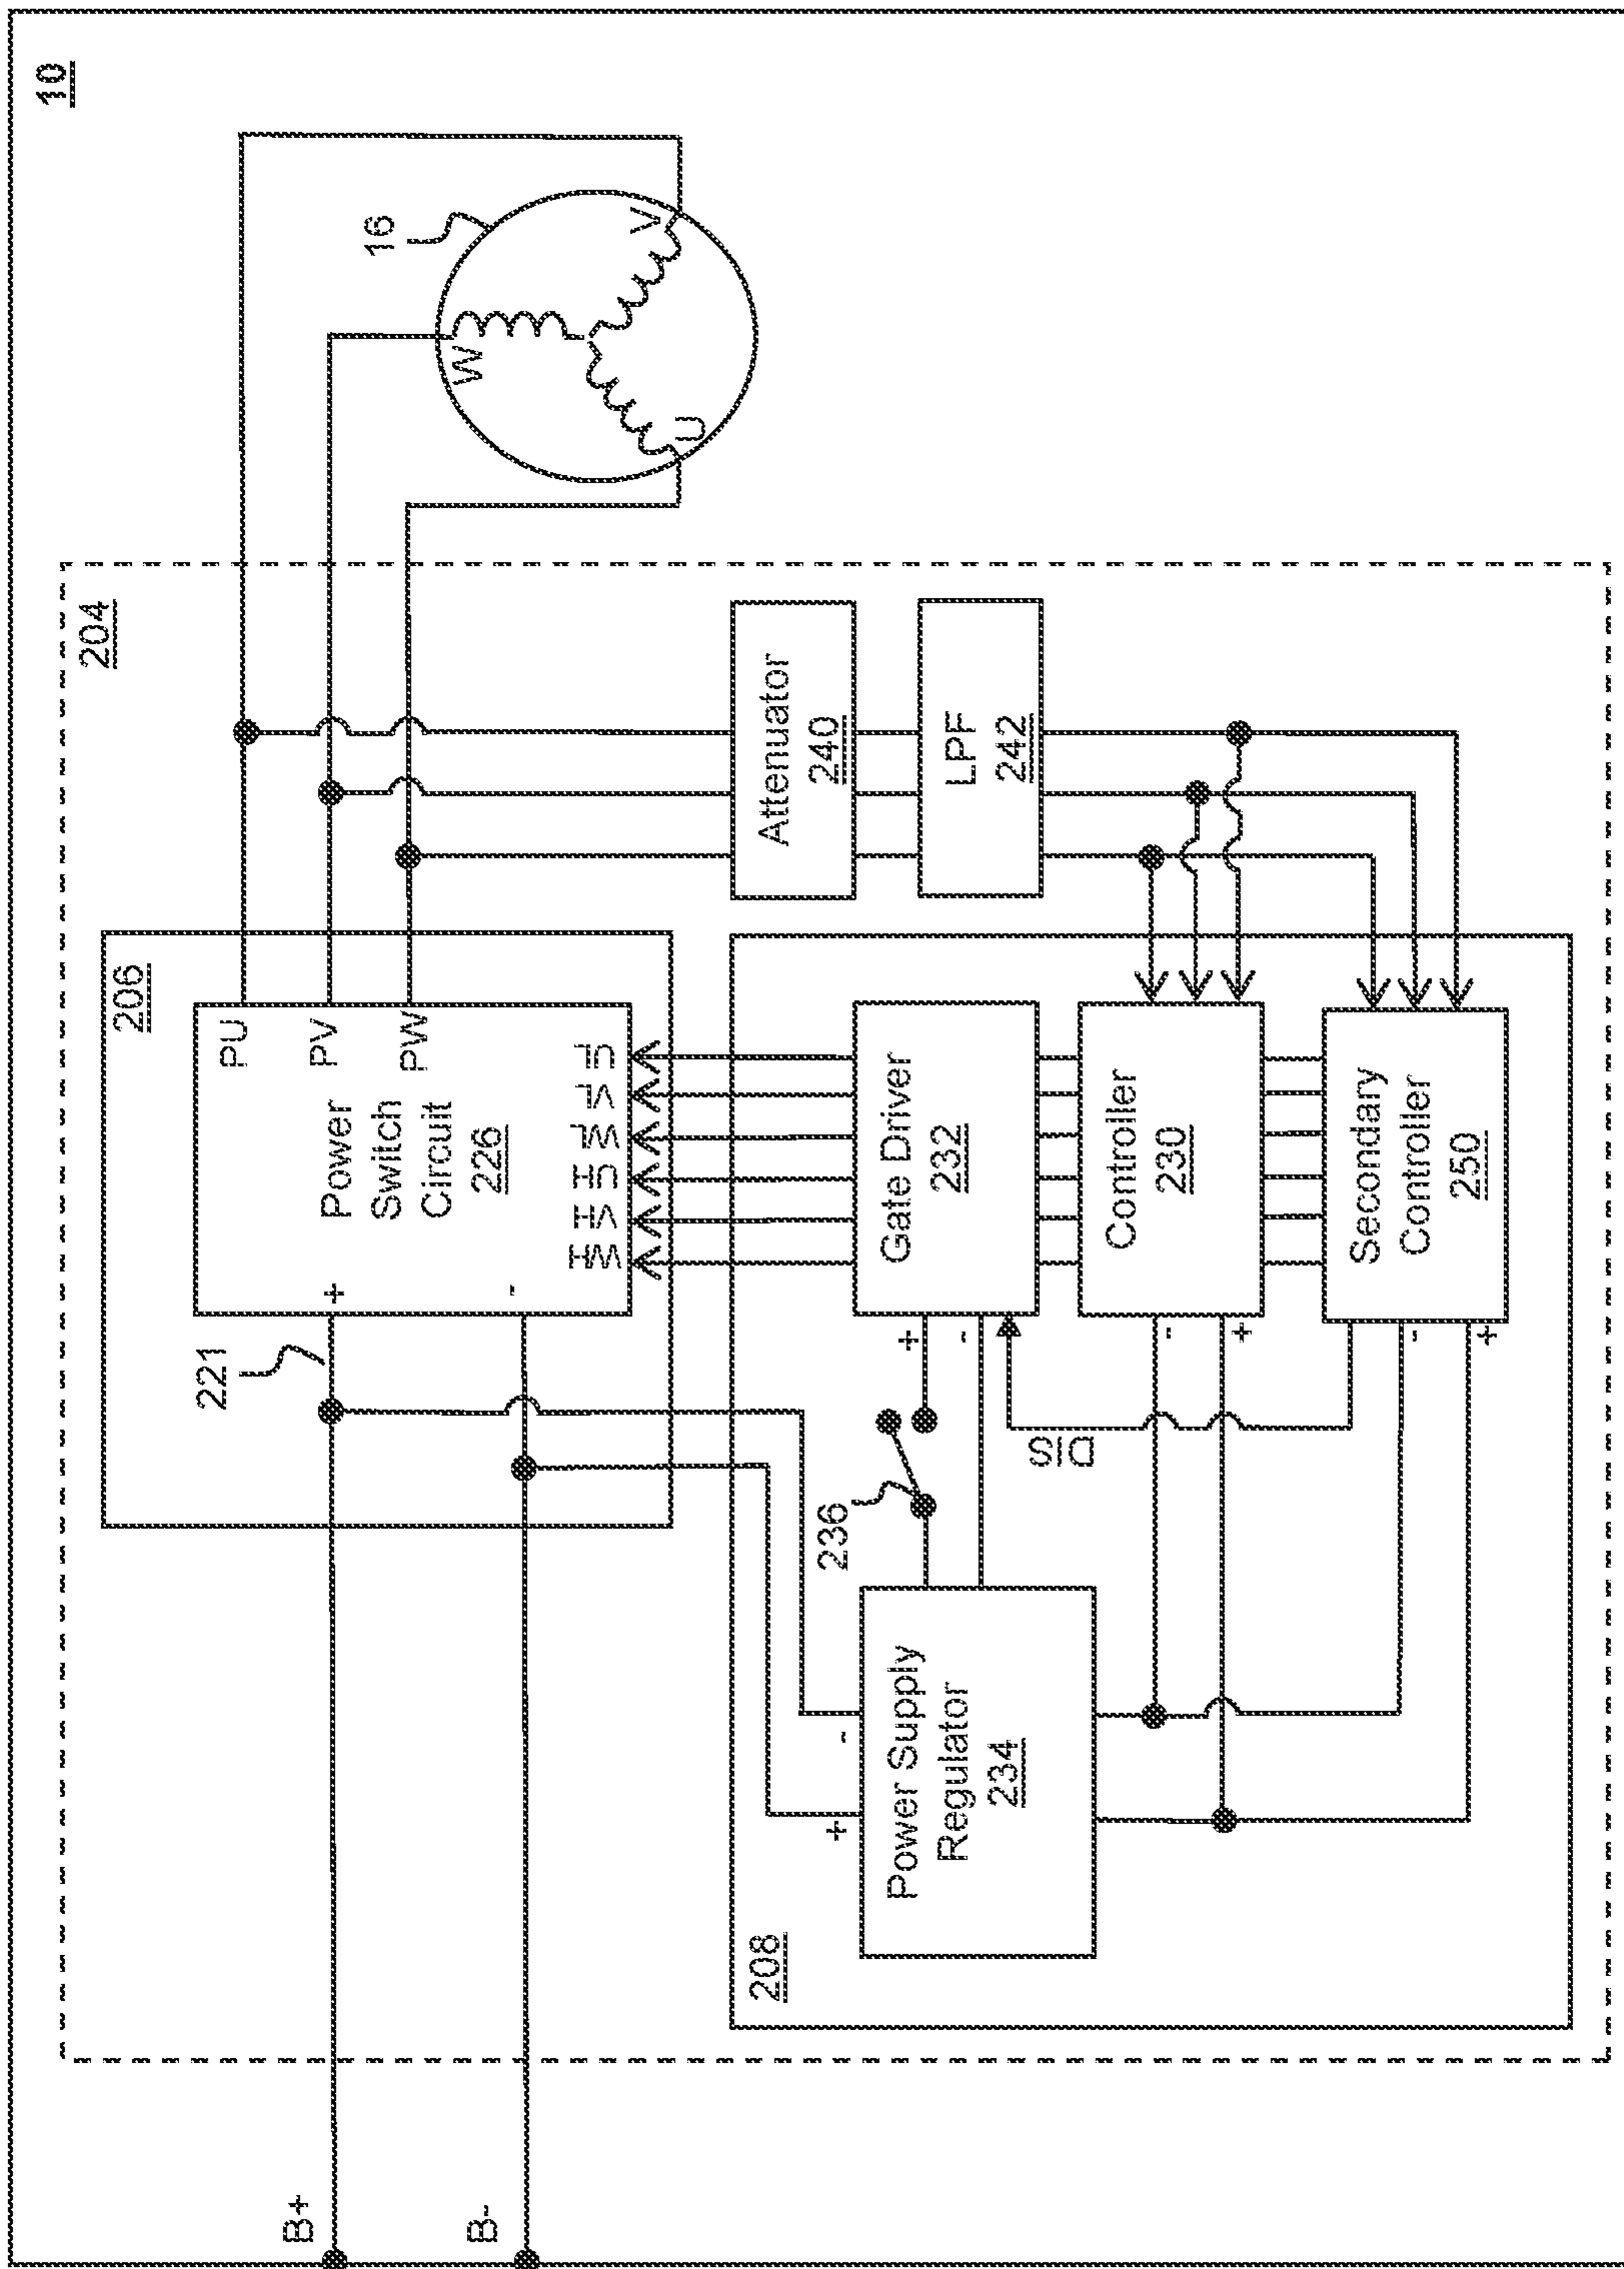 10
16
W
V
U
204
206
PU
PV
PW
Power
Switch
Circuit
226
+
-
UL
VL
WL
UH
VH
WH
221
B+
B-
Attenuator
240
LPF
242
208
Gate Driver
232
+
-
236
DIS
Controller
230
-
+
Secondary
Controller
250
-
+
Power Supply
Regulator
234
-
+